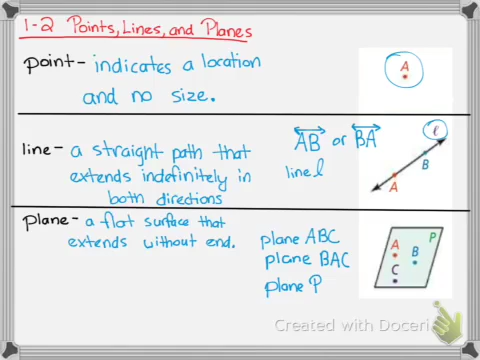 1-2 Points, Lines, and Planes
point- indicates a location
and no size.
A
line- a straight path that
extends indefinitely in
both directions
AB or BA
line l
l
B
A
plane- a flat surface that
extends without end.
plane ABC
plane BAC
plane P
A
B
P
C
Created with Doceri